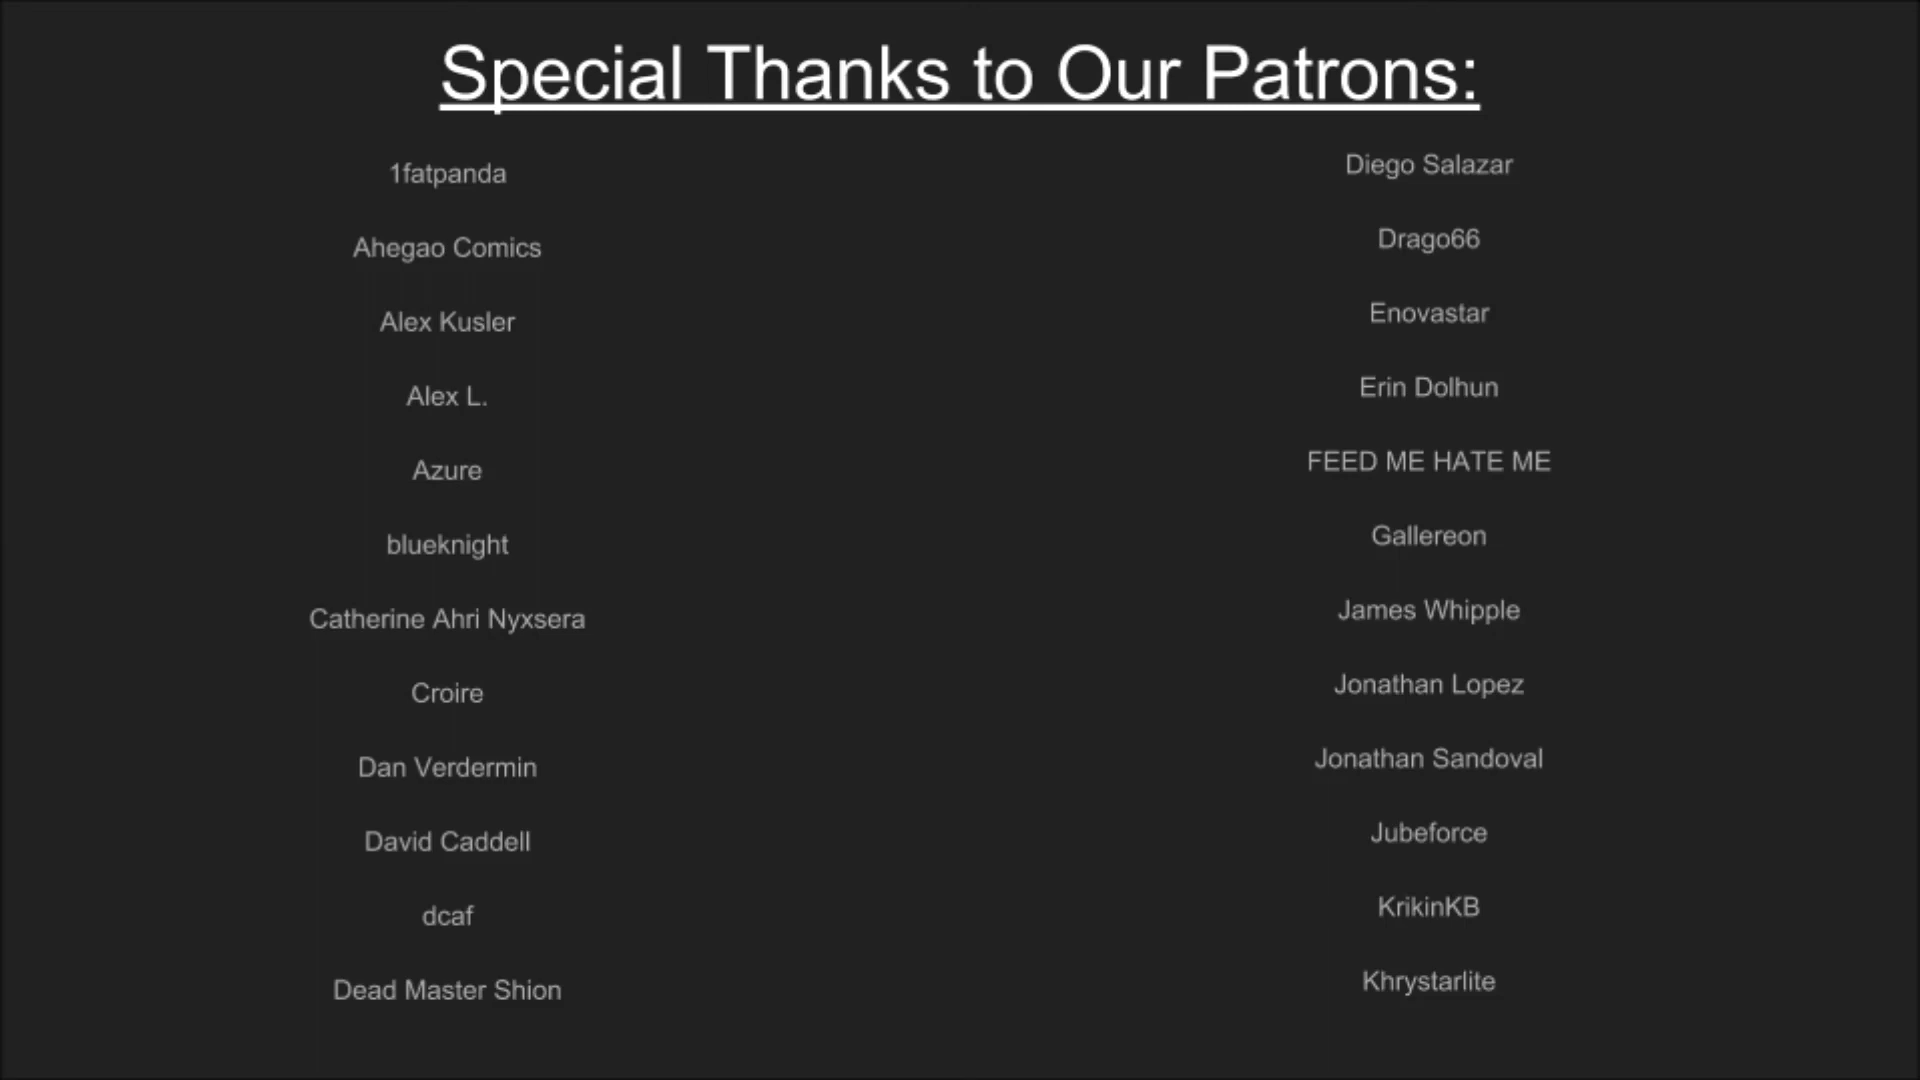 Special Thanks to Our Patrons:
1fatpanda
Ahegao Comics
Alex Kusler
Alex L.
Azure
blueknight
Catherine Ahri Nyxsera
Croire
Dan Verdermin
David Caddell
dcaf
Dead Master Shion
Diego Salazar
Drago66
Enovastar
Erin Dolhun
FEED ME HATE ME
Gallereon
James Whipple
Jonathan Lopez
Jonathan Sandoval
Jubeforce
KrikinKB
Khrystarlite